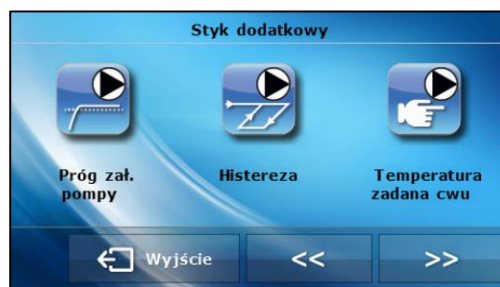 Styk dodatkowy
Próg zał.
pompy
Histereza
Temperatura
zadana cwu
Wyjście
<<
>>